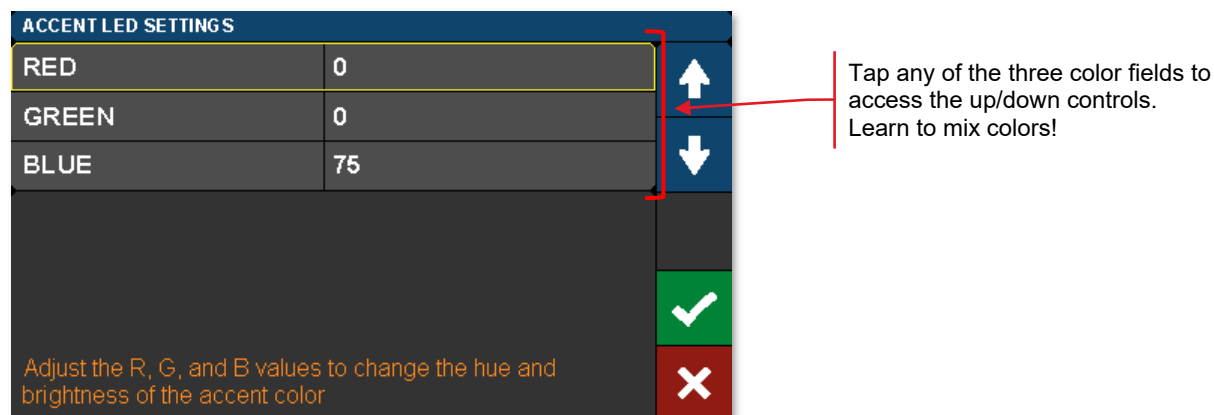 ACCENT LED SETTINGS
RED 0
GREEN 0
BLUE 75
Adjust the R, G, and B values to change the hue and
brightness of the accent color
Tap any of the three color fields to
access the up/down controls.
Learn to mix colors!